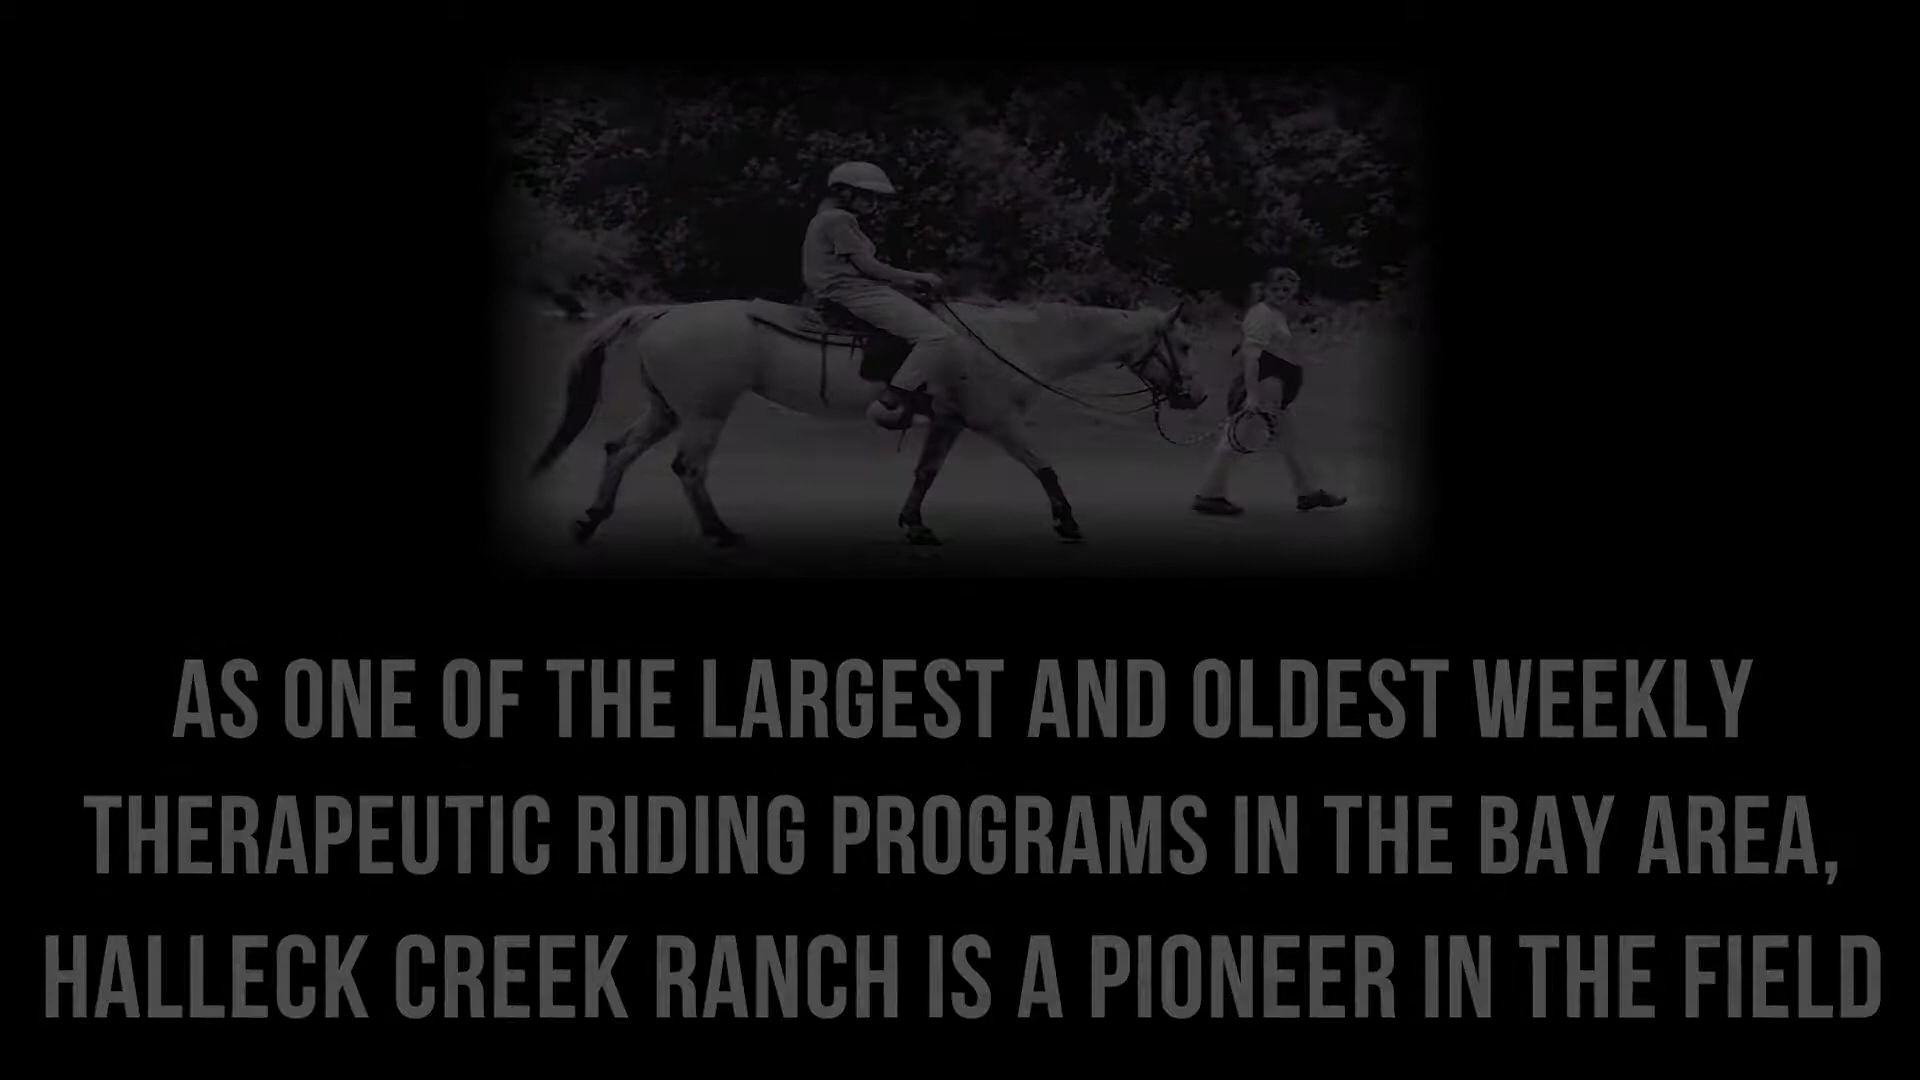 AS ONE OF THE LARGEST AND OLDEST WEEKLY
THERAPEUTIC RIDING PROGRAMS IN THE BAY AREA,
HALLECK CREEK RANCH IS A PIONEER IN THE FIELD